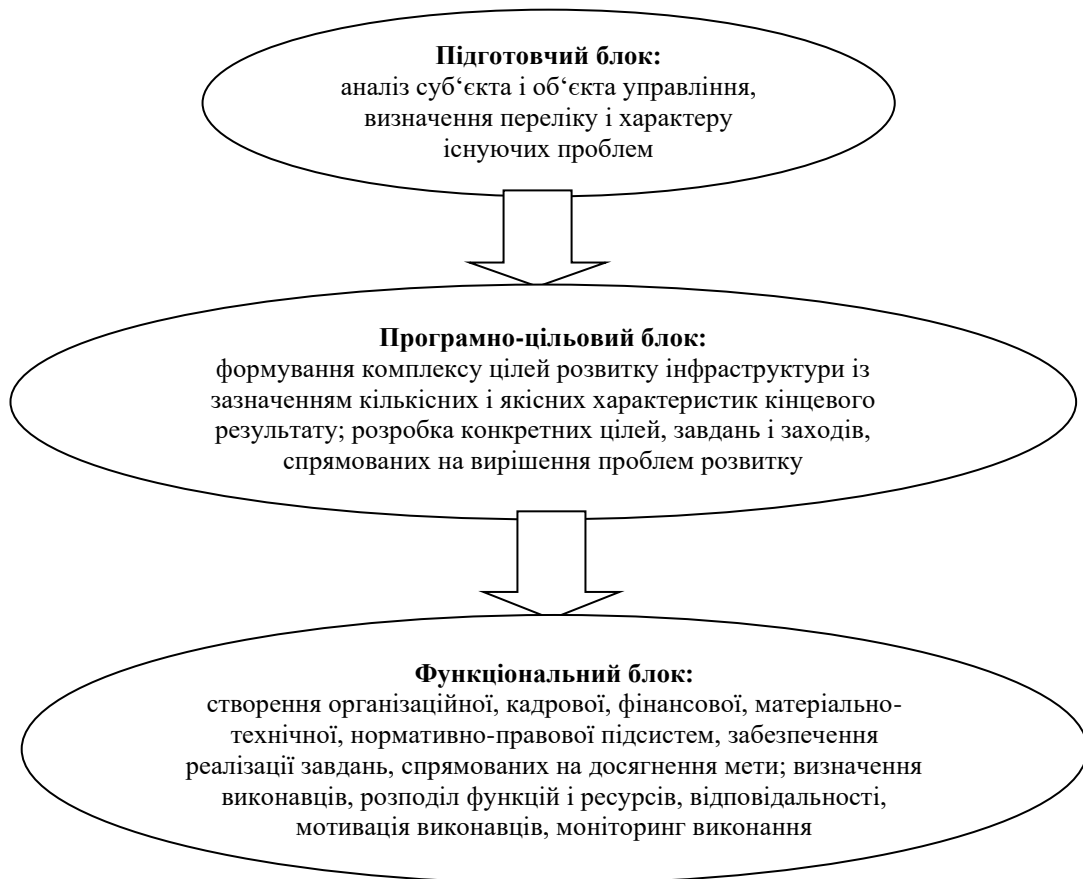 Підготовчий блок:
аналіз суб‘єкта і об‘єкта управління,
визначення переліку і характеру
існуючих проблем
Програмно-цільовий блок:
формування комплексу цілей розвитку інфраструктури із
зазначенням кількісних і якісних характеристик кінцевого
результату; розробка конкретних цілей, завдань і заходів,
спрямованих на вирішення проблем розвитку
Функціональний блок:
створення організаційної, кадрової, фінансової, матеріально-
технічної, нормативно-правової підсистем, забезпечення
реалізації завдань, спрямованих на досягнення мети; визначення
виконавців, розподіл функцій і ресурсів, відповідальності,
мотивація виконавців, моніторинг виконання